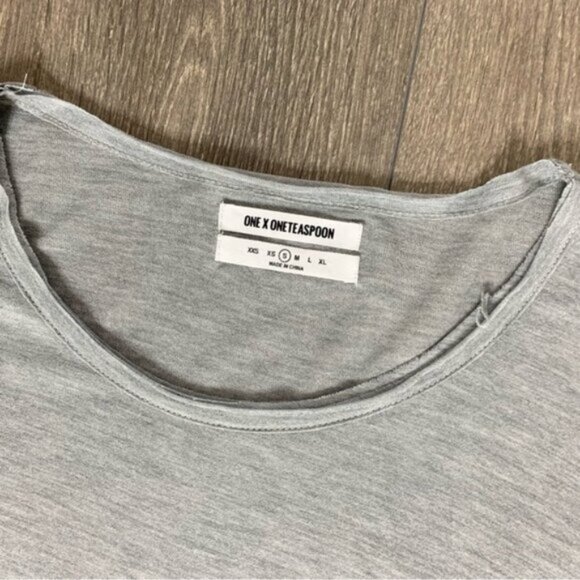 ONE X ONETEASPOON
XXS XS S M L XL
MADE IN CHINA